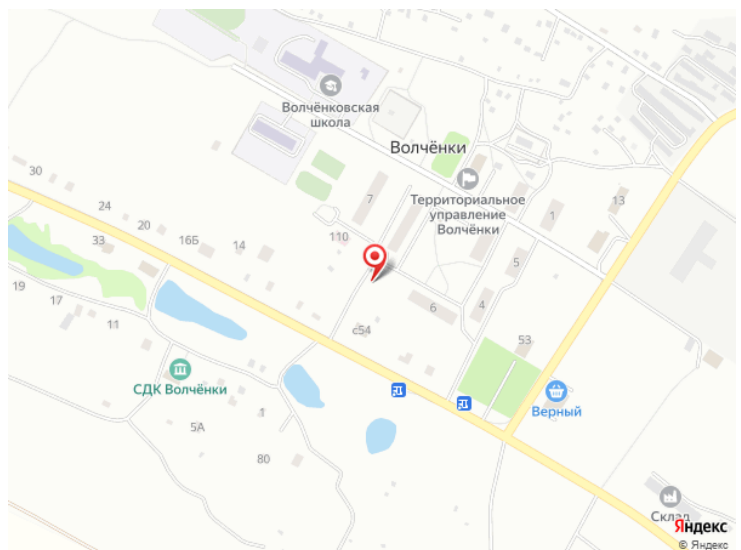 Волчёнковская
школа
Волчёнки
30
7
Территориальное
управление
Волчёнки
13
24
1
20
110
16Б
14
33
5
19
17
4
6
11
с54
53
СДК Волчёнки
Верный
1
5А
80
Склад
Яндекс
© Яндекс